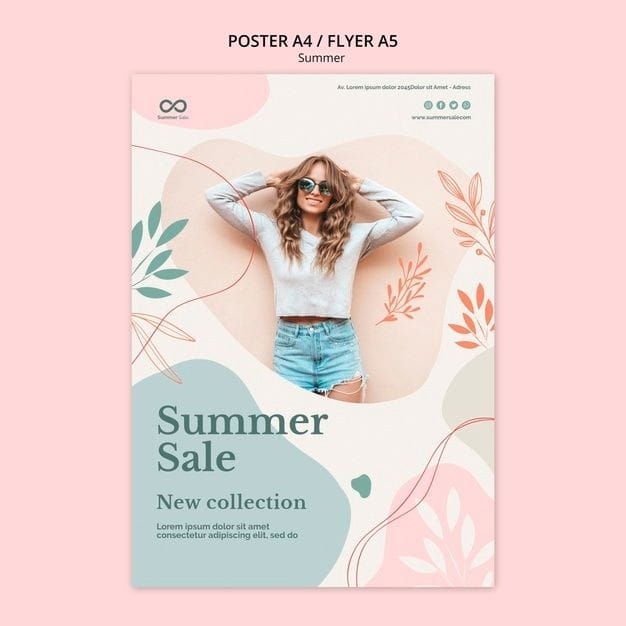 POSTER A4 / FLYER A5
Summer
Av. Lorem ipsum dolor 2045Dolor sit Amet - Adress
Summer Sale
www.summersalecom
Summer
Sale
New collection
Lorem ipsum dolor sit amet
consectetur adipiscing elit, sed do